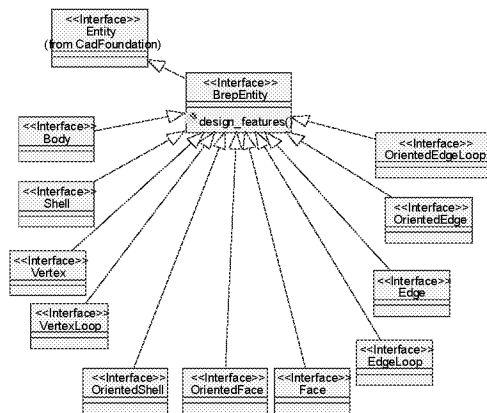 <<Interface>>
Entity
(from CadFoundation)
<<Interface>>
BrepEntity
design_features()
<<Interface>>
Body
<<Interface>>
OrientedEdgeLoop
<<Interface>>
Shell
<<Interface>>
OrientedEdge
<<Interface>>
Vertex
<<Interface>>
Edge
<<Interface>>
VertexLoop
<<Interface>>
EdgeLoop
<<Interface>>
OrientedShell
<<Interface>>
OrientedFace
<<Interface>>
Face